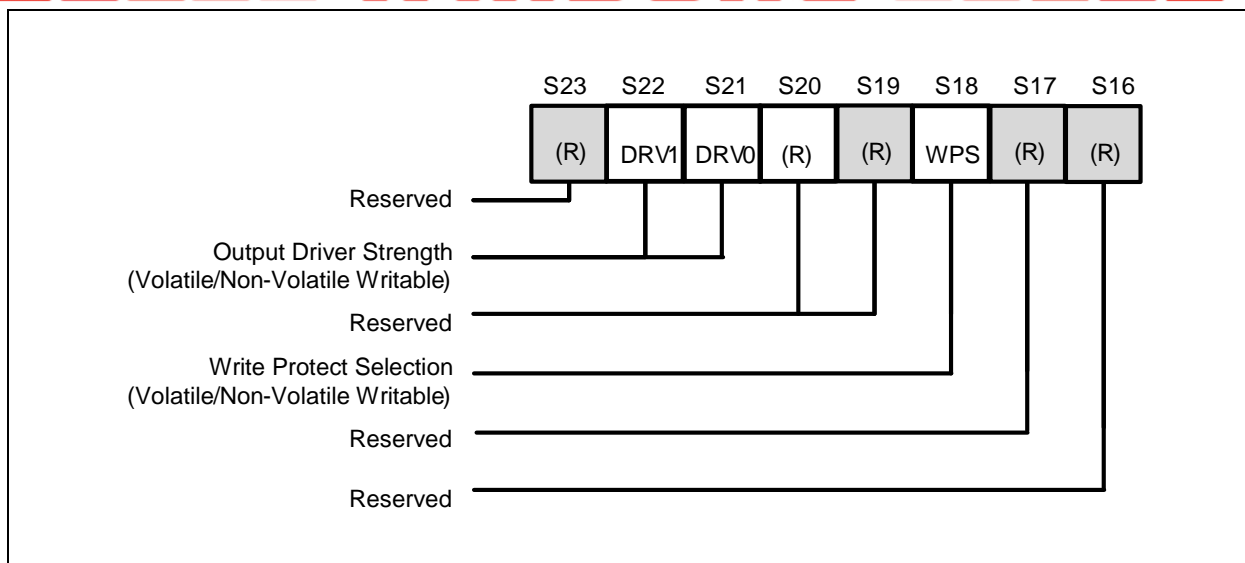 S23 S22 S21 S20 S19 S18 S17 S16
(R) DRV1 DRV0 (R) (R) WPS (R) (R)
Reserved
Output Driver Strength
(Volatile/Non-Volatile Writable)
Reserved
Write Protect Selection
(Volatile/Non-Volatile Writable)
Reserved
Reserved